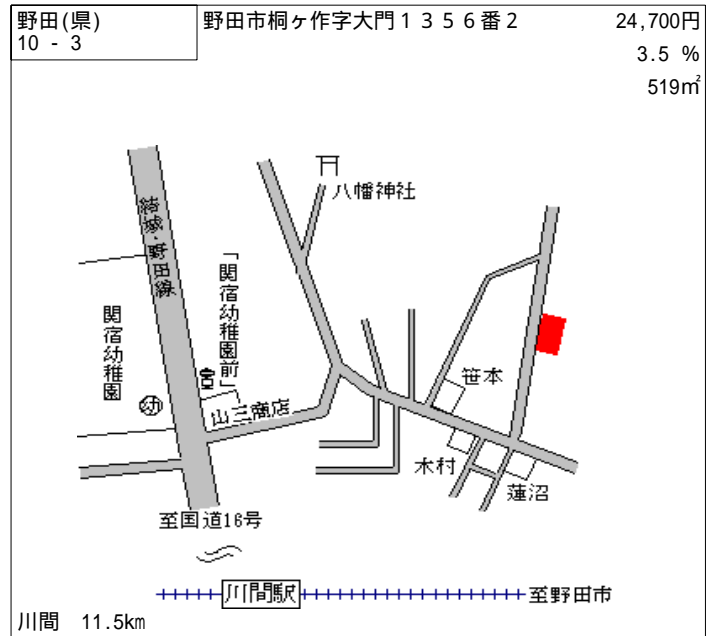 野田(県)
10 - 3
野田市桐ヶ作字大門１３５６番２
24,700円
3.5 %
519㎡
八幡神社
結城・野田線
「関宿幼稚園前」
関宿幼稚園
幼
山三商店
笹本
木村
蓮沼
至国道16号
川間駅
至野田市
川間 11.5km